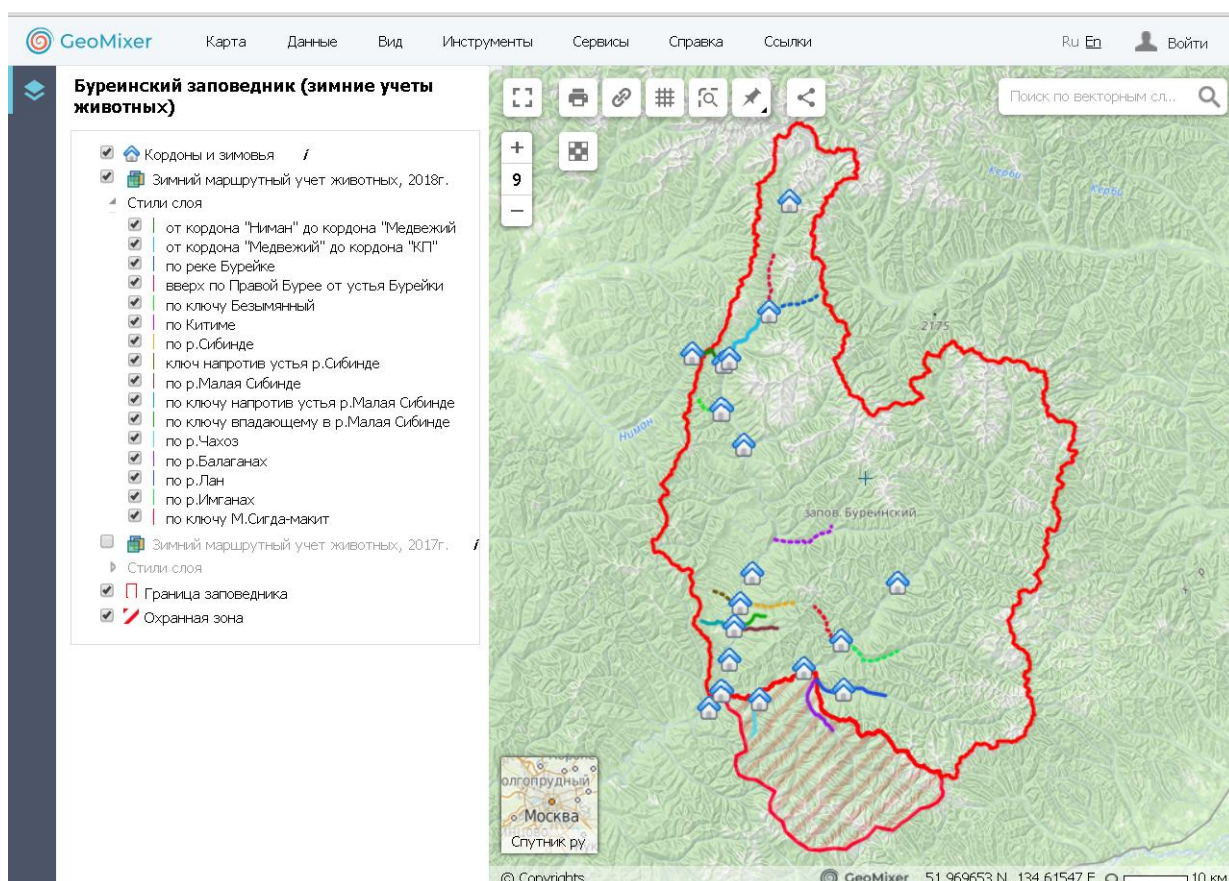 GeoMixer
Карта Данные Вид Инструменты Сервисы Справка Ссылки Ru En Войти
Буреинский заповедник (зимние учеты
животных)
Кордоны и зимовья i
Зимний маршрутный учет животных, 2018г.
Стили слоя
от кордона "Ниман" до кордона "Медвежий
от кордона "Медвежий" до кордона "КП"
по реке Бурейке
вверх по Правой Бурее от устья Бурейки
по ключу Безымянный
по Китиме
по р.Сибинде
ключ напротив устья р.Сибинде
по р.Малая Сибинде
по ключу напротив устья р.Малая Сибинде
по ключу впадающему в р.Малая Сибинде
по р.Чахоз
по р.Балаганах
по р.Лан
по р.Имганах
по ключу М.Сигда-макит
Зимний маршрутный учет животных, 2017г. i
Стили слоя
Граница заповедника
Охранная зона
Поиск по векторным сл...
9
Керби
Керби
2175
Ниман
запов. Буреинский
олгопрудный
Москва
Спутник ру
© Copyrights
GeoMixer 51.969653 N, 134.61547 E 10 км